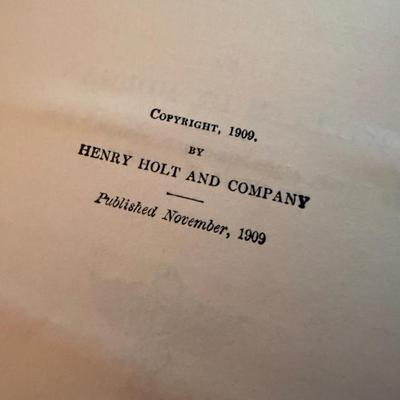 Copyright, 1909.
BY
HENRY HOLT AND COMPANY
Published November, 1909